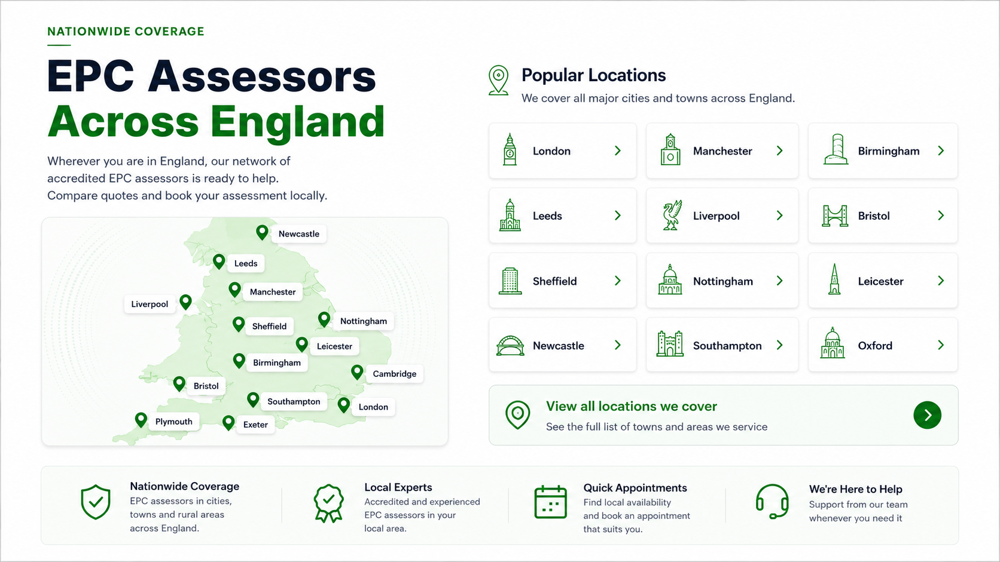 NATIONWIDE COVERAGE
EPC Assessors
Across England
Wherever you are in England, our network of
accredited EPC assessors is ready to help.
Compare quotes and book your assessment locally.
Newcastle
Leeds
Manchester
Liverpool
Nottingham
Sheffield
Leicester
Birmingham
Cambridge
Bristol
Southampton
London
Plymouth
Exeter
Popular Locations
We cover all major cities and towns across England.
London
Manchester
Birmingham
Leeds
Liverpool
Bristol
Sheffield
Nottingham
Leicester
Newcastle
Southampton
Oxford
View all locations we cover
See the full list of towns and areas we service
Nationwide Coverage
EPC assessors in cities,
towns and rural areas
across England.
Local Experts
Accredited and experienced
EPC assessors in your
local area.
Quick Appointments
Find local availability
and book an appointment
that suits you.
We're Here to Help
Support from our team
whenever you need it